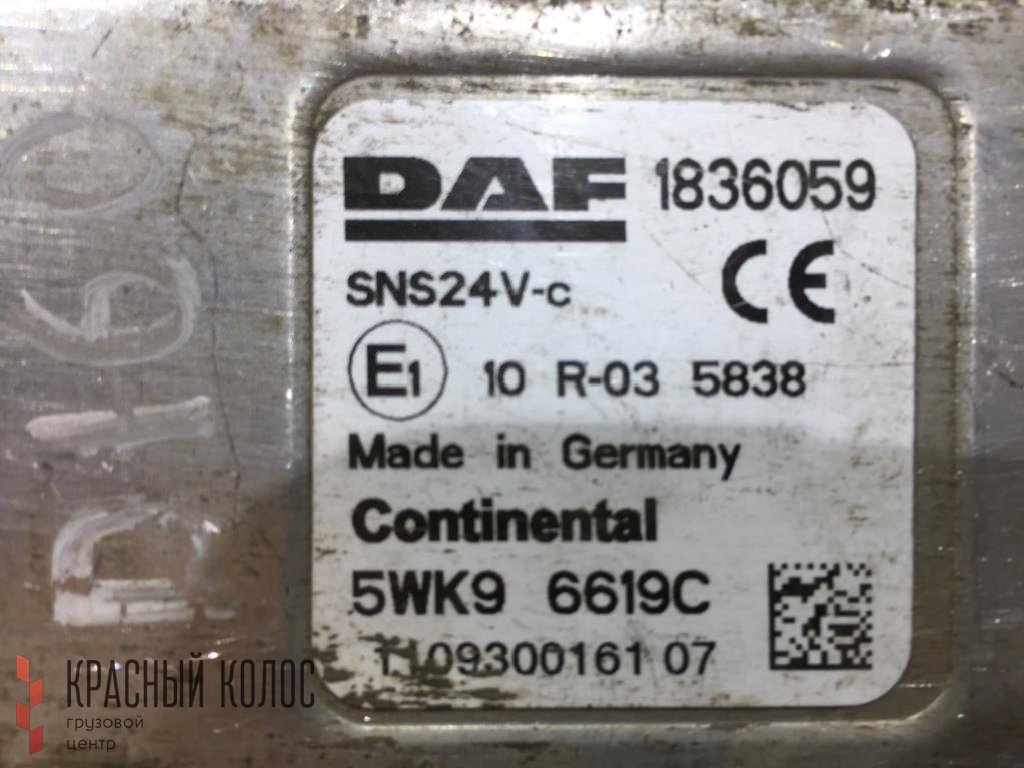 DAF 1836059
SNS24V-c
CE
E1 10 R-03 5838
Made in Germany
Continental
5WK9 6619C
1109300161 07
КРАСНЫЙ КОЛОС
грузовой
центр